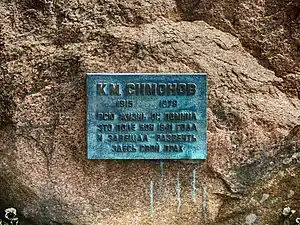 К.М. СИМОНОВ
1915 1979
ВСЮ ЖИЗНЬ ОН ПОМНИЛ
ЭТО ПОЛЕ БОЯ 1941 ГОДА
И ЗАВЕЩАЛ РАЗВЕЯТЬ
ЗДЕСЬ СВОЙ ПРАХ